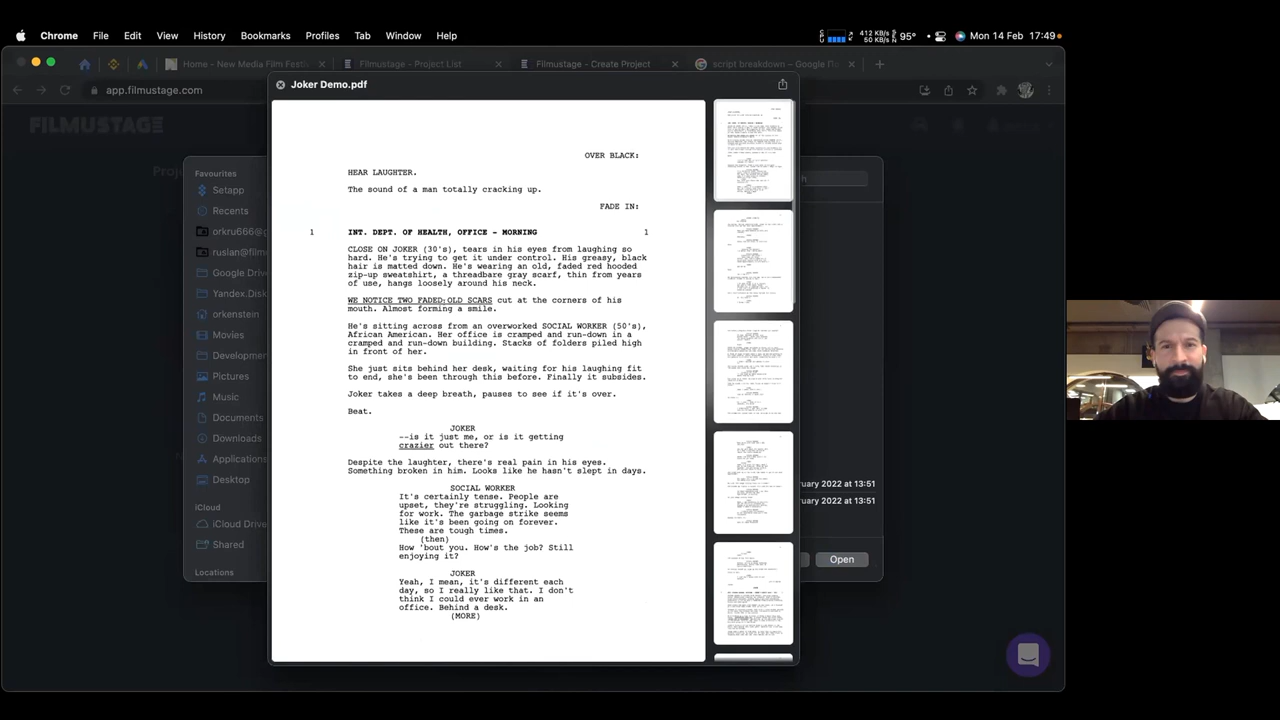 Chrome File Edit View History Bookmarks Profiles Tab Window Help 412 KB/s 50 KB/s 95° Mon 14 Feb 17:49
Home - New Media Film Festi Filmustage - Project List Filmustage - Create Project script breakdown – Google
app.filmustage.com
FILMUSTAGE
Joker Demo.pdf
OVER BLACK:
HEAR LAUGHTER.
The sound of a man totally cracking up.
FADE IN:
1 INT. DEPT. OF HEALTH, OFFICE - MORNING 1
CLOSE ON JOKER (30's), tears in his eyes from laughing so
hard. He's trying to get it under control. His greasy, black
hair is matted down. He's wearing an old, faded red hooded
zip-up sweatshirt, a threadbare gray scarf, thin from years
of use, hangs loosely around his neck.
WE NOTICE TWO FADED OLD SCARS cut at the corners of his
mouth. Almost forming a smile.
He's sitting across from an overworked SOCIAL WORKER (50's),
African American. Her office is cramped and run-down in a
cramped and run-down building. Stacks of folders piled high
in front of her.
She just sits behind her desk, waiting for his laughing fit
to end, she's been through this before. Finally it subsides.
Joker takes a deep breath, pauses to see if it's over.
Beat.
JOKER
--is it just me, or is it getting
crazier out there?
Despite the laughter, there's real pain in his eyes.
Something broken in him. Looks like he hasn't slept in days.
SOCIAL WORKER
It's certainly tense. People are
upset, they're struggling. Looking
for work. The garbage strike seems
like it's been going on forever.
These are tough times.
(then)
How 'bout you. How's the job? Still
enjoying it?
JOKER
Yeah, I mean, it's different each
day, so I really like that. I don't
think I could ever work in an
office. Behind a desk.
(MORE)
Favourites
Setapp
Recents
orkru666@g
ruslan@film
Google Drive
Yandex.Disk
orkenstein
Movies
Developmen
Pictures
Music
Documents
Downloads
Applications
Desktop
iCloud
iCloud Drive
Shared
Locations
ruary 2022 at 13:51
ruary 2022 at 13:51
Open